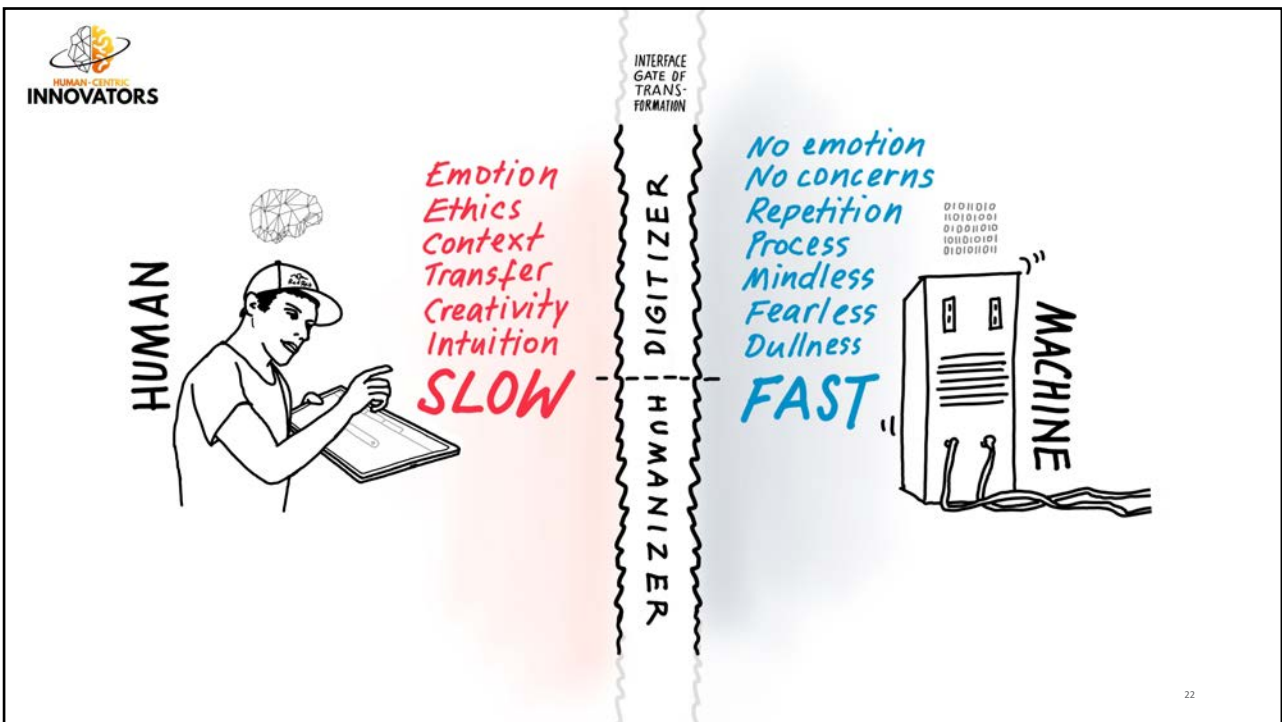 HUMAN-CENTRIC
INNOVATORS
INTERFACE
GATE OF
TRANS-
FORMATION
DIGITIZER
HUMANIZER
HUMAN
Emotion
Ethics
Context
Transfer
Creativity
Intuition
SLOW
No emotion
No concerns
Repetition
Process
Mindless
Fearless
Dullness
FAST
MACHINE
22